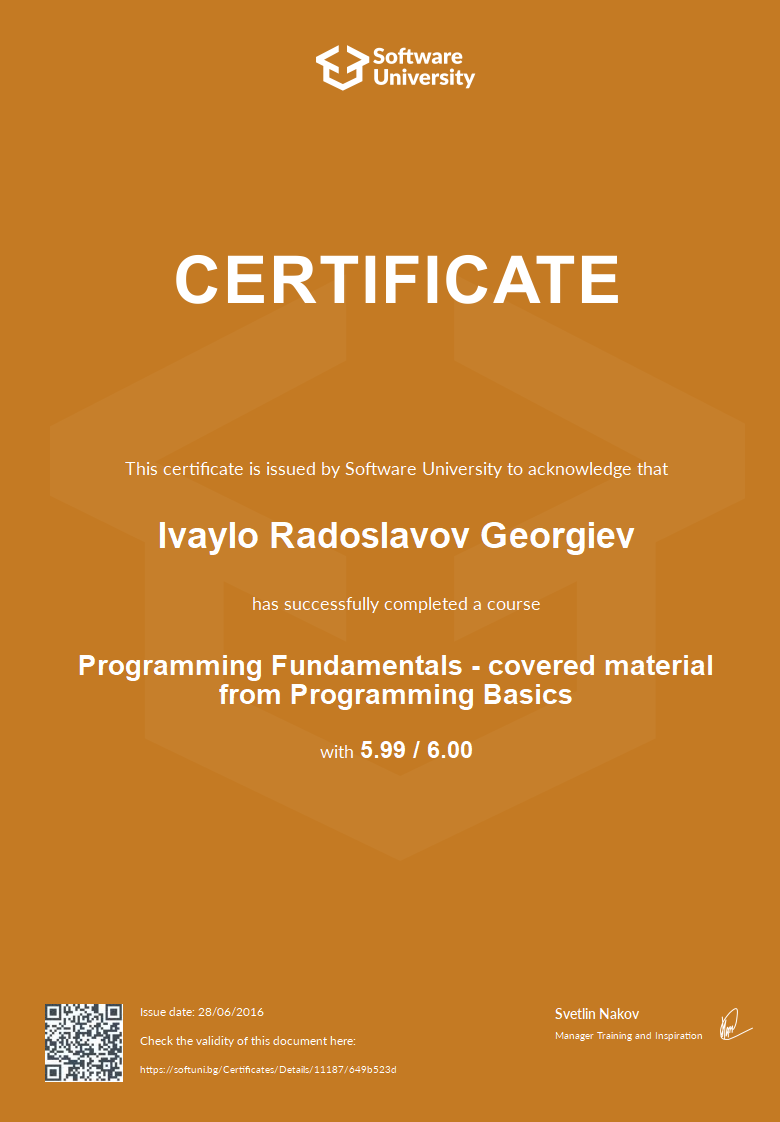 Software
University
CERTIFICATE
This certificate is issued by Software University to acknowledge that
Ivaylo Radoslavov Georgiev
has successfully completed a course
Programming Fundamentals - covered material
from Programming Basics
with 5.99 / 6.00
Issue date: 28/06/2016
Check the validity of this document here:
https://softuni.bg/Certificates/Details/11187/649b523d
Svetlin Nakov
Manager Training and Inspiration